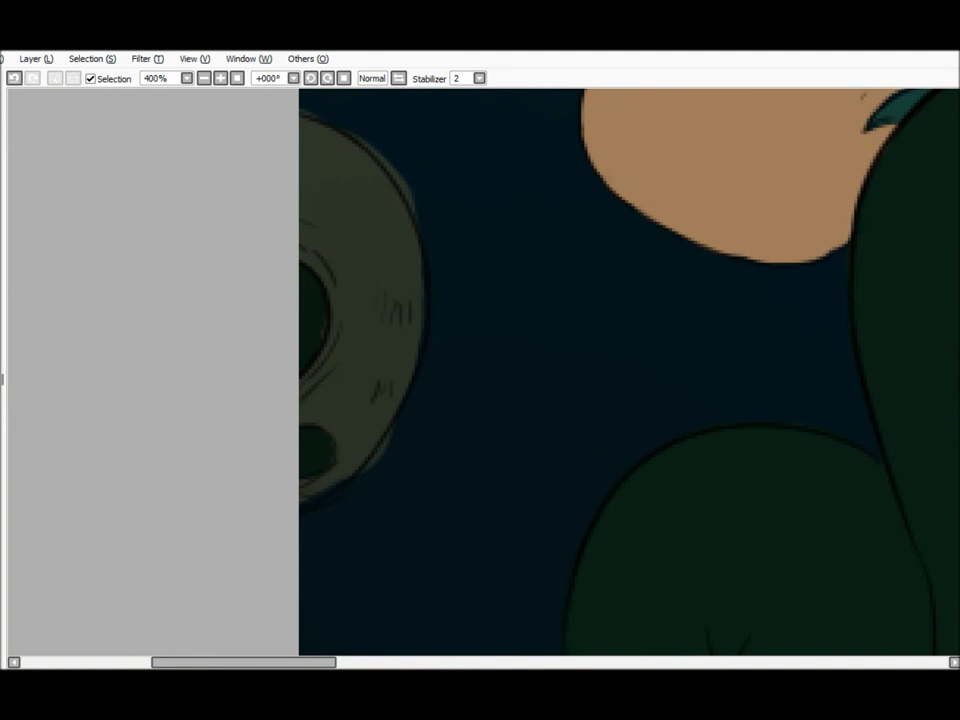 ) Layer (L) Selection (S) Filter (T) View (V) Window (W) Others (O)
Selection 400% +000° Normal Stabilizer 2